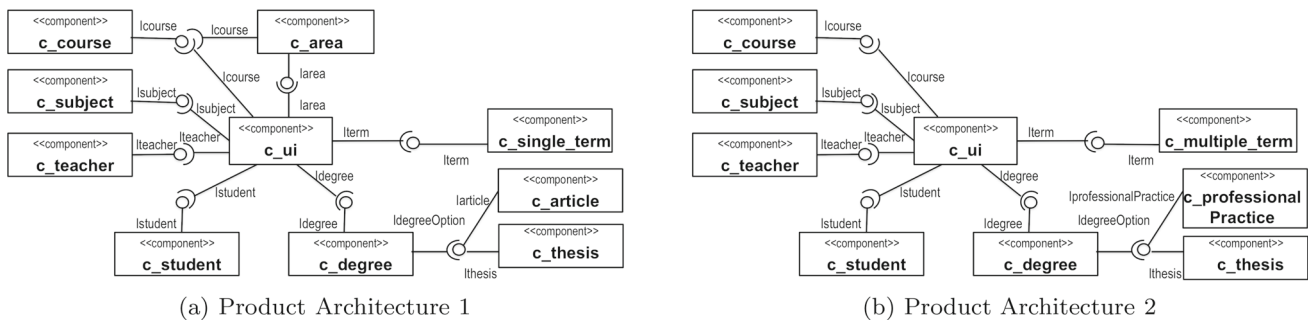 <<component>>
c_course
Icourse
Icourse
<<component>>
c_area
Icourse
Iarea
Iarea
<<component>>
c_subject
Isubject
Isubject
<<component>>
c_teacher
Iteacher
Iteacher
<<component>>
c_ui
Iterm
Iterm
<<component>>
c_single_term
Istudent
Istudent
<<component>>
c_student
Idegree
Idegree
<<component>>
c_degree
IdegreeOption
Iarticle
<<component>>
c_article
Ithesis
<<component>>
c_thesis
(a) Product Architecture 1
<<component>>
c_course
Icourse
Icourse
<<component>>
c_subject
Isubject
Isubject
<<component>>
c_teacher
Iteacher
Iteacher
<<component>>
c_ui
Iterm
Iterm
<<component>>
c_multiple_term
Istudent
Istudent
<<component>>
c_student
Idegree
Idegree
<<component>>
c_degree
IprofessionalPractice
IdegreeOption
<<component>>
c_professional
Practice
Ithesis
<<component>>
c_thesis
(b) Product Architecture 2